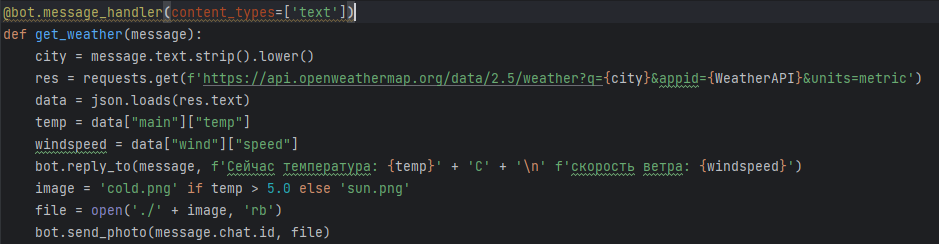 @bot.message_handler(content_types=['text'])
def get_weather(message):
    city = message.text.strip().lower()
    res = requests.get(f'https://api.openweathermap.org/data/2.5/weather?q={city}&appid={WeatherAPI}&units=metric')
    data = json.loads(res.text)
    temp = data["main"]["temp"]
    windspeed = data["wind"]["speed"]
    bot.reply_to(message, f'Сейчас температура: {temp}' + 'C' + '\n' f'скорость ветра: {windspeed}')
    image = 'cold.png' if temp > 5.0 else 'sun.png'
    file = open('./' + image, 'rb')
    bot.send_photo(message.chat.id, file)